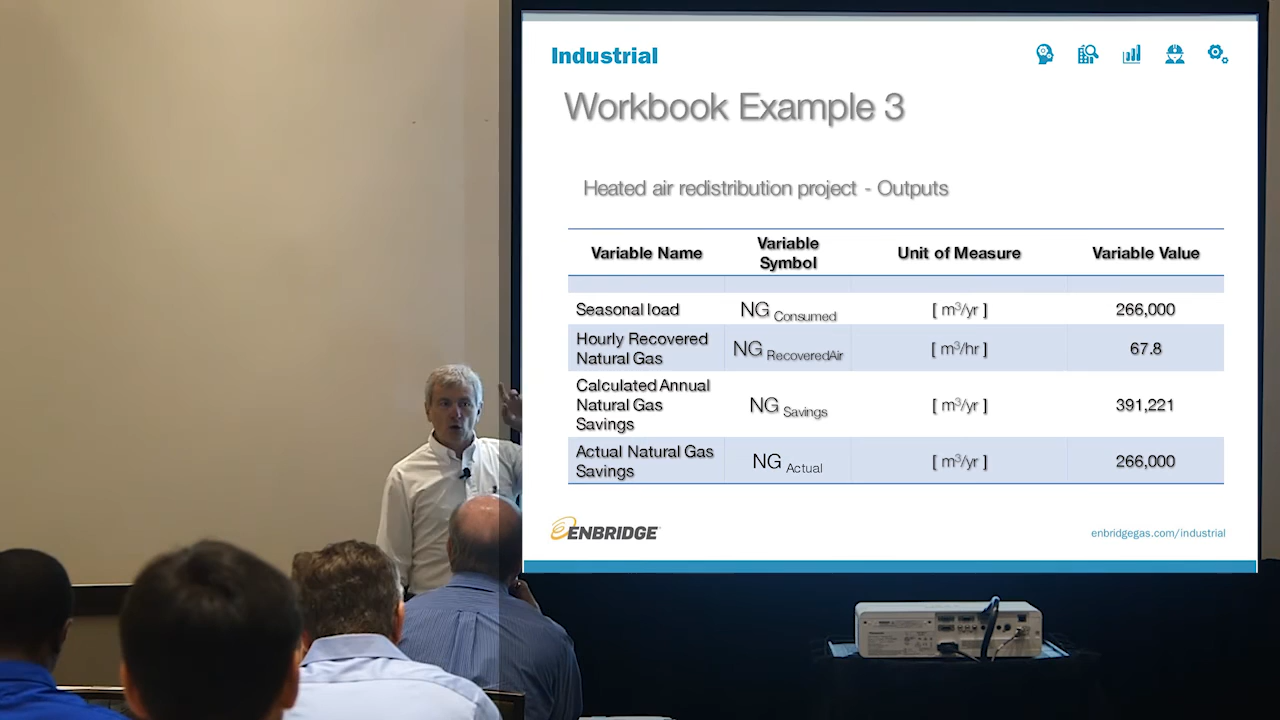 Industrial
Workbook Example 3
Heated air redistribution project - Outputs
Variable Name
Variable
Symbol
Unit of Measure
Variable Value
Seasonal load
NG Consumed
[ m³/yr ]
266,000
Hourly Recovered
Natural Gas
NG RecoveredAir
[ m³/hr ]
67.8
Calculated Annual
Natural Gas
Savings
NG Savings
[ m³/yr ]
391,221
Actual Natural Gas
Savings
NG Actual
[ m³/yr ]
266,000
ENBRIDGE
enbridgegas.com/industrial